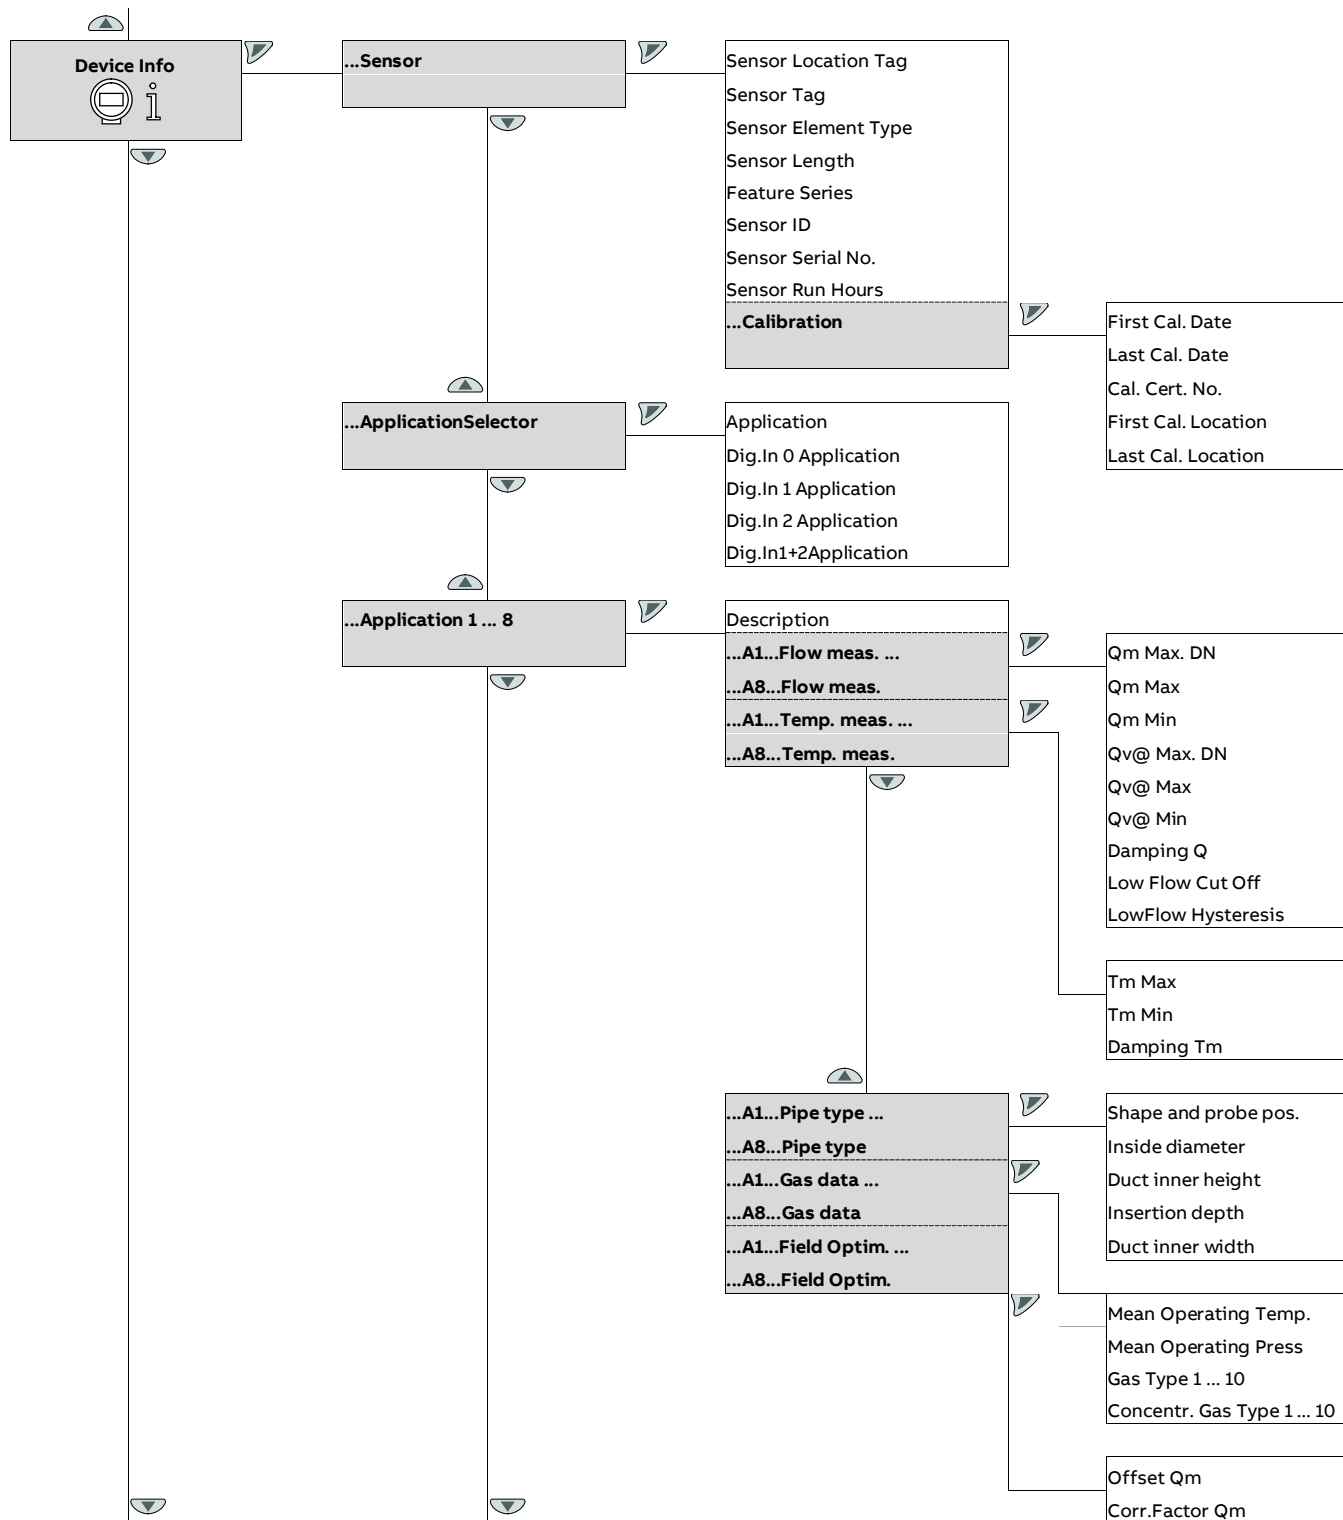 Device Info
i
...Sensor
Sensor Location Tag
Sensor Tag
Sensor Element Type
Sensor Length
Feature Series
Sensor ID
Sensor Serial No.
Sensor Run Hours
...Calibration
First Cal. Date
Last Cal. Date
Cal. Cert. No.
First Cal. Location
Last Cal. Location
...ApplicationSelector
Application
Dig.In 0 Application
Dig.In 1 Application
Dig.In 2 Application
Dig.In1+2Application
...Application 1 ... 8
Description
...A1...Flow meas. ...
...A8...Flow meas.
...A1...Temp. meas. ...
...A8...Temp. meas.
Qm Max. DN
Qm Max
Qm Min
Qv@ Max. DN
Qv@ Max
Qv@ Min
Damping Q
Low Flow Cut Off
LowFlow Hysteresis
Tm Max
Tm Min
Damping Tm
...A1...Pipe type ...
...A8...Pipe type
...A1...Gas data ...
...A8...Gas data
...A1...Field Optim. ...
...A8...Field Optim.
Shape and probe pos.
Inside diameter
Duct inner height
Insertion depth
Duct inner width
Mean Operating Temp.
Mean Operating Press
Gas Type 1 ... 10
Concentr. Gas Type 1 ... 10
Offset Qm
Corr.Factor Qm